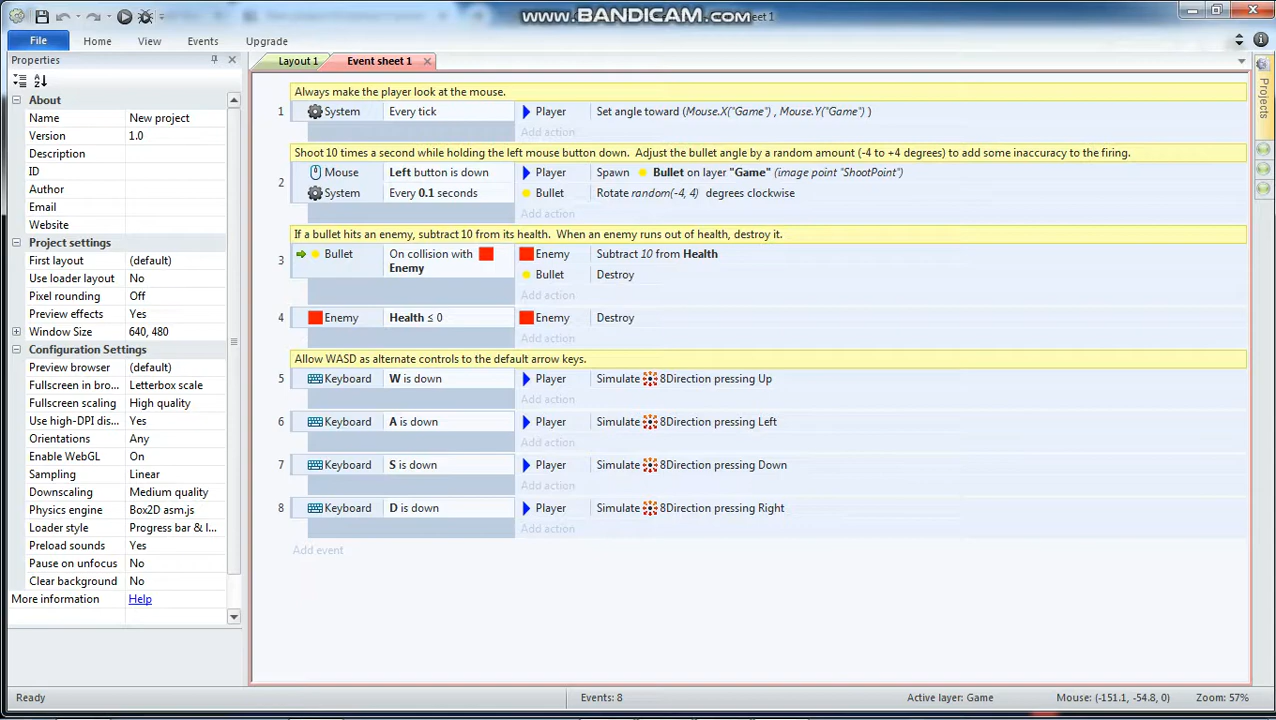 www.BANDICAM.com
eet 1
File Home View Events Upgrade
Properties
Layout 1 Event sheet 1
Projects
About
Name New project
Version 1.0
Description
ID
Author
Email
Website
Project settings
First layout (default)
Use loader layout No
Pixel rounding Off
Preview effects Yes
Window Size 640, 480
Configuration Settings
Preview browser (default)
Fullscreen in bro... Letterbox scale
Fullscreen scaling High quality
Use high-DPI dis... Yes
Orientations Any
Enable WebGL On
Sampling Linear
Downscaling Medium quality
Physics engine Box2D asm.js
Loader style Progress bar & l...
Preload sounds Yes
Pause on unfocus No
Clear background No
More information Help
Always make the player look at the mouse.
1 System Every tick Player Set angle toward (Mouse.X("Game") , Mouse.Y("Game") )
Add action
Shoot 10 times a second while holding the left mouse button down. Adjust the bullet angle by a random amount (-4 to +4 degrees) to add some inaccuracy to the firing.
2 Mouse Left button is down Player Spawn Bullet on layer "Game" (image point "ShootPoint")
System Every 0.1 seconds Bullet Rotate random(-4, 4) degrees clockwise
Add action
If a bullet hits an enemy, subtract 10 from its health. When an enemy runs out of health, destroy it.
3 Bullet On collision with Enemy Enemy Subtract 10 from Health
Bullet Destroy
Add action
4 Enemy Health ≤ 0 Enemy Destroy
Add action
Allow WASD as alternate controls to the default arrow keys.
5 Keyboard W is down Player Simulate 8Direction pressing Up
Add action
6 Keyboard A is down Player Simulate 8Direction pressing Left
Add action
7 Keyboard S is down Player Simulate 8Direction pressing Down
Add action
8 Keyboard D is down Player Simulate 8Direction pressing Right
Add action
Add event
Ready Events: 8 Active layer: Game Mouse: (-151.1, -54.8, 0) Zoom: 57%